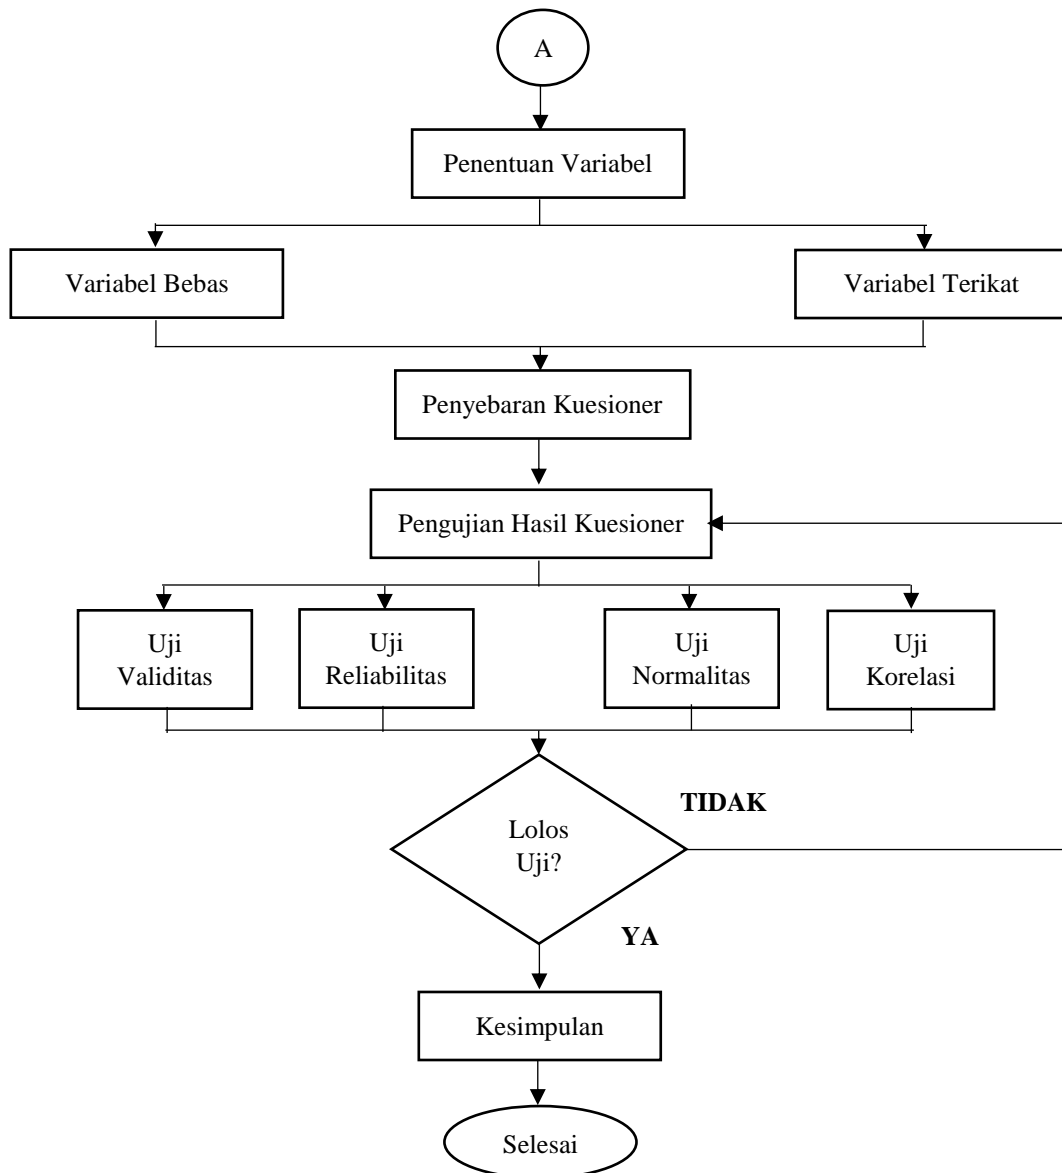 A
Penentuan Variabel
Variabel Bebas
Variabel Terikat
Penyebaran Kuesioner
Pengujian Hasil Kuesioner
Uji
Validitas
Uji
Reliabilitas
Uji
Normalitas
Uji
Korelasi
TIDAK
Lolos
Uji?
YA
Kesimpulan
Selesai